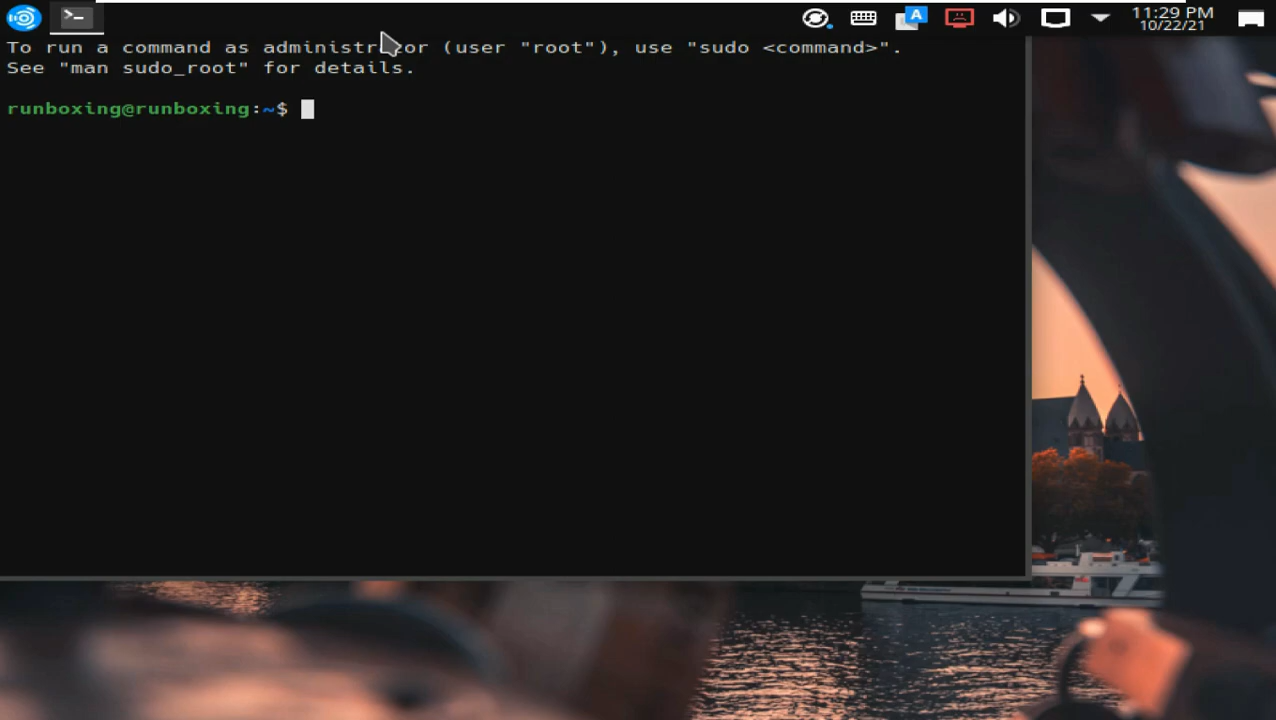 >_
A
11:29 PM
10/22/21
To run a command as administrator (user "root"), use "sudo <command>".
See "man sudo_root" for details.
runboxing@runboxing:~$